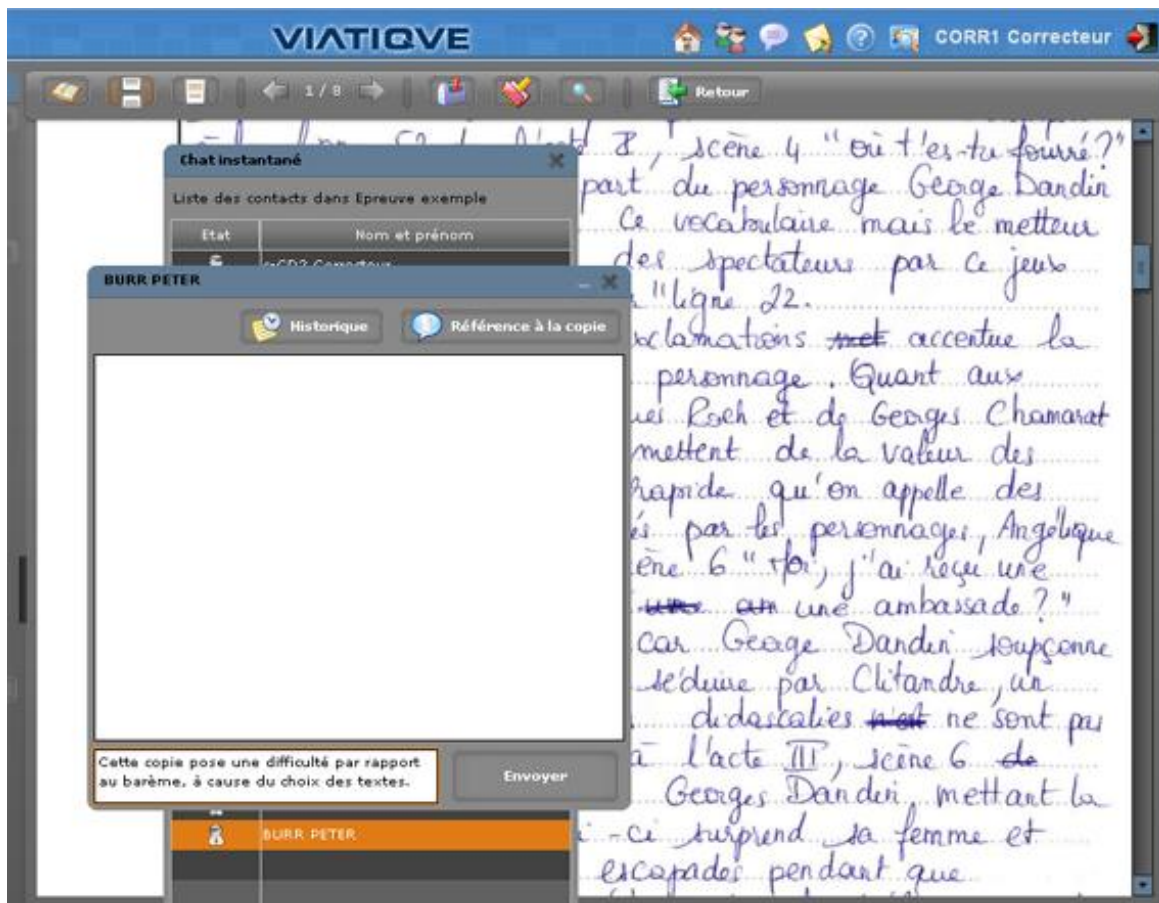 VIATIQVE
CORR1 Correcteur
1 / 8
Retour
scène 4 "où t'es-tu fourré?"
Chat instantané
part du personnage George Dandin
Liste des contacts dans Epreuve exemple
Ce vocabulaire mais le metteur
Etat Nom et prénom
des spectateurs par ce jeux
BURR PETER
"ligne 22.
Historique
Référence à la copie
accentue la
personnage. Quant aux
Roch et de Georges Chamarat
mettent de la valeur des
rapide qu'on appelle des
par les personnages, Angélique
6 " j'ai reçu une
une ambassade?"
car George Dandin soupçonne
séduire par Clitandre, un
didascalies ne sont pas
Cette copie pose une difficulté par rapport
au barème, à cause du choix des textes.
Envoyer
à l'acte III, scène 6 de
Georges Dandin, mettant la
BURR PETER
-ci surprend sa femme et
escapades pendant que